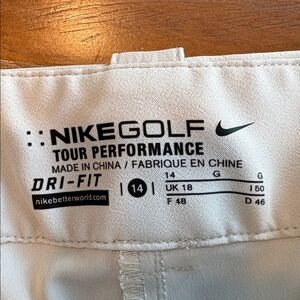 NIKEGOLF
TOUR PERFORMANCE
MADE IN CHINA / FABRIQUE EN CHINE
DRI-FIT
nikebetterworld.com
14
14 G G
UK 18 I 50
F 48 D 46